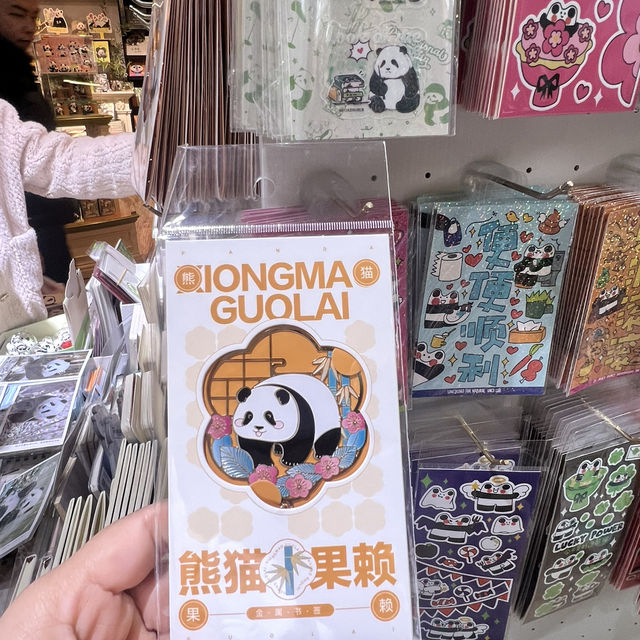 PANDA
熊 XIONGMA 猫
GUOLAI
熊猫 果赖
果 金属书签 赖
GUOLAI
便便顺利
LUCKY POWER